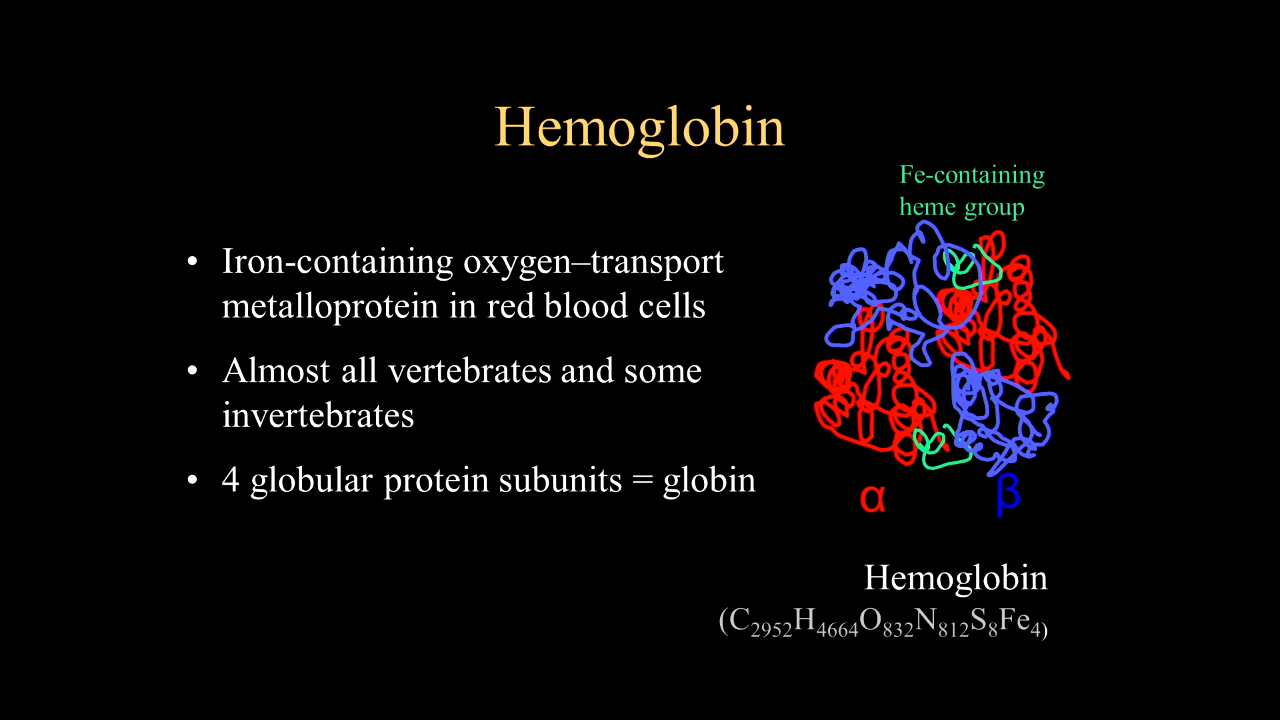 Hemoglobin
Fe-containing
heme group
• Iron-containing oxygen–transport
metalloprotein in red blood cells
• Almost all vertebrates and some
invertebrates
• 4 globular protein subunits = globin
α β
Hemoglobin
(C₂₉₅₂H₄₆₆₄O₈₃₂N₈₁₂S₈Fe₄)